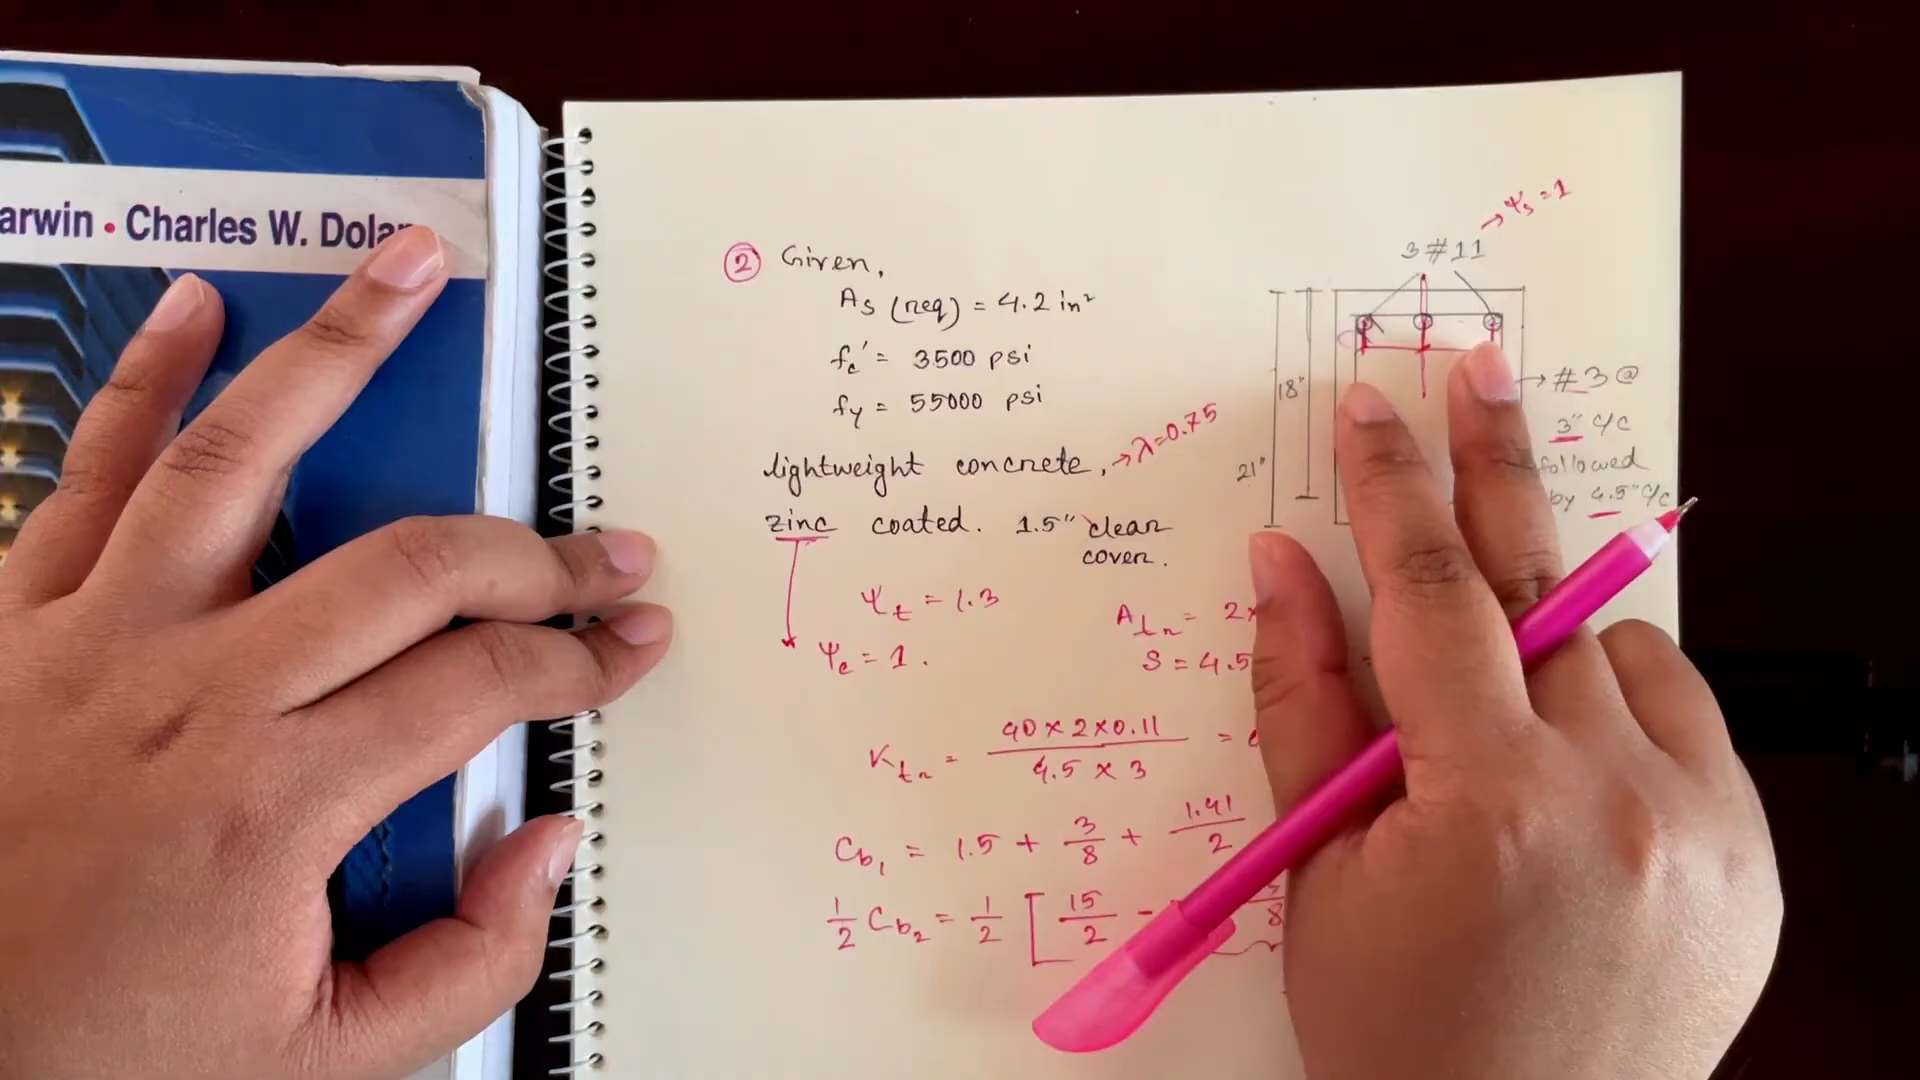 arwin • Charles W. Dolan
② Given,
As (req) = 4.2 in²
fc' = 3500 psi
fy = 55000 psi
lightweight concrete, → λ=0.75
zinc coated. 1.5" clear
cover.
Ψt = 1.3
Ψe = 1.
Atr = 2×
S = 4.5
Ktr = 40 × 2 × 0.11 / 4.5 × 3 =
Cb1 = 1.5 + 3/8 + 1.41/2
1/2 Cb2 = 1/2 [ 15/2 - 8
→ Ψs = 1
3#11
18"
21"
→ #3 @
3" c/c
followed
by 4.5" c/c